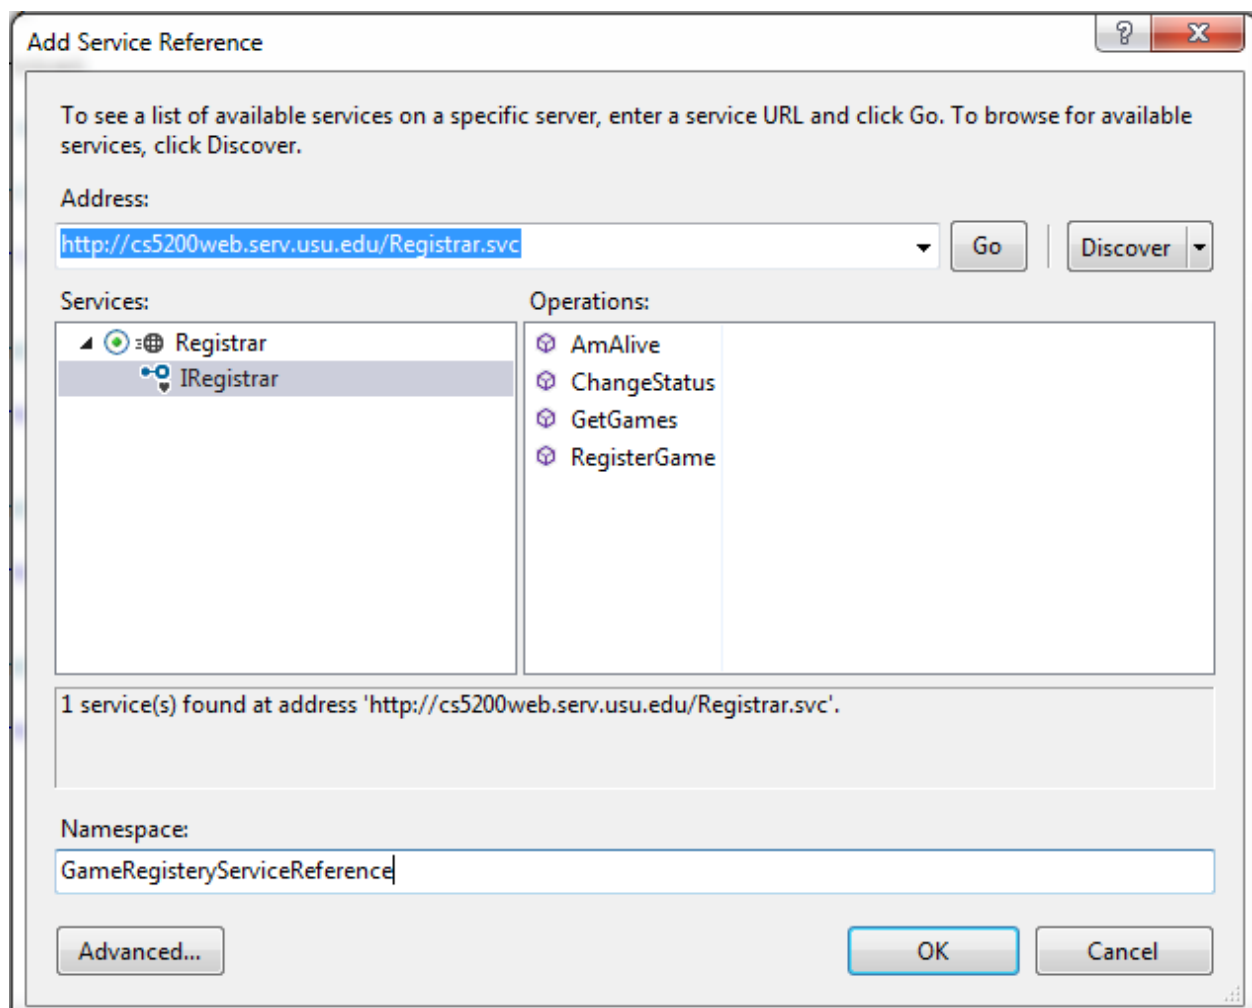 Add Service Reference
To see a list of available services on a specific server, enter a service URL and click Go. To browse for available
services, click Discover.
Address:
http://cs5200web.serv.usu.edu/Registrar.svc
Go
Discover
Services:
Operations:
Registrar
IRegistrar
AmAlive
ChangeStatus
GetGames
RegisterGame
1 service(s) found at address 'http://cs5200web.serv.usu.edu/Registrar.svc'.
Namespace:
GameRegisteryServiceReference
Advanced...
OK
Cancel